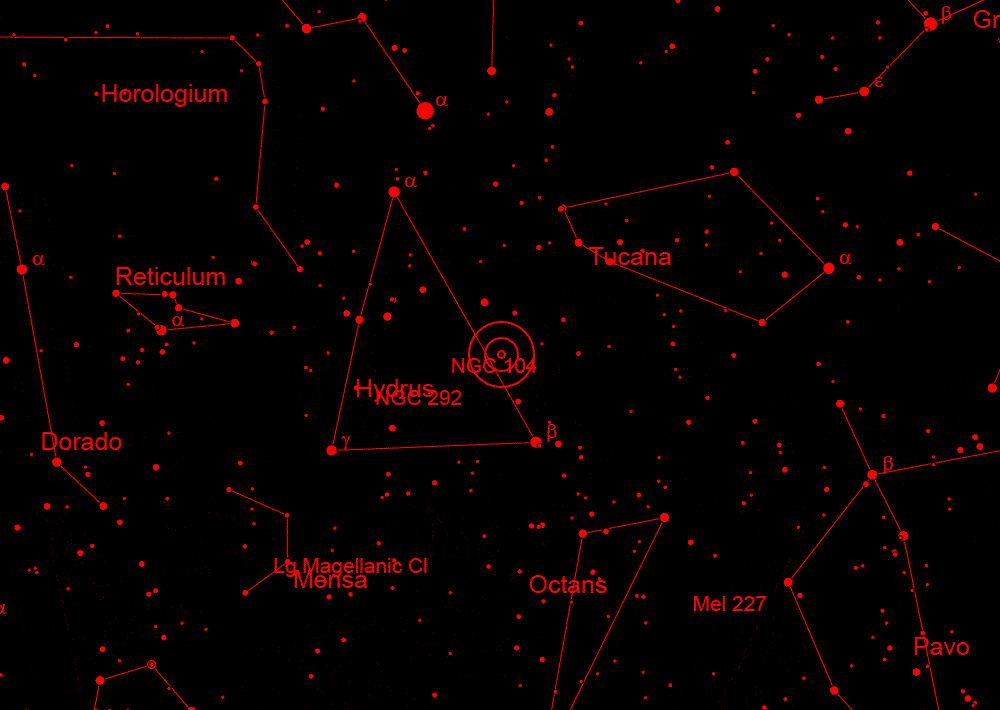 β
Gr
ε
Horologium
α
α
α
Tucana
α
Reticulum
α
NGC 104
Hydrus
NGC 292
Dorado
γ
β
β
Lg Magellanic Cl
Mensa
Octans
Mel 227
α
Pavo